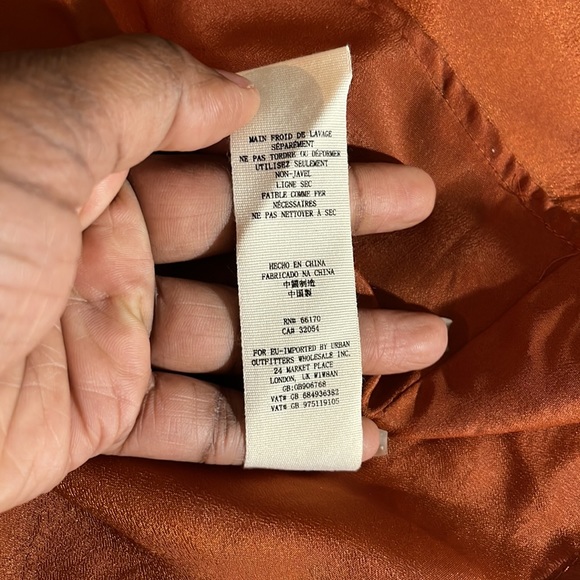 MAIN FROID DE LAVAGE
SÉPARÉMENT
NE PAS TORDRE OU DÉFORMER
UTILISEZ SEULEMENT
NON-JAVEL
LIGNE SEC
FAIBLE COMME FER
NÉCESSAIRES
NE PAS NETTOYER À SEC
HECHO EN CHINA
FABRICADO NA CHINA
中國制造
中国製
RN# 66170
CA# 32054
FOR EU-IMPORTED BY URBAN
OUTFITTERS WHOLESALE INC.
24 MARKET PLACE
LONDON, UK W1W8AN
GB:GB906768
VAT# GB 684936382
VAT# GB 975119105